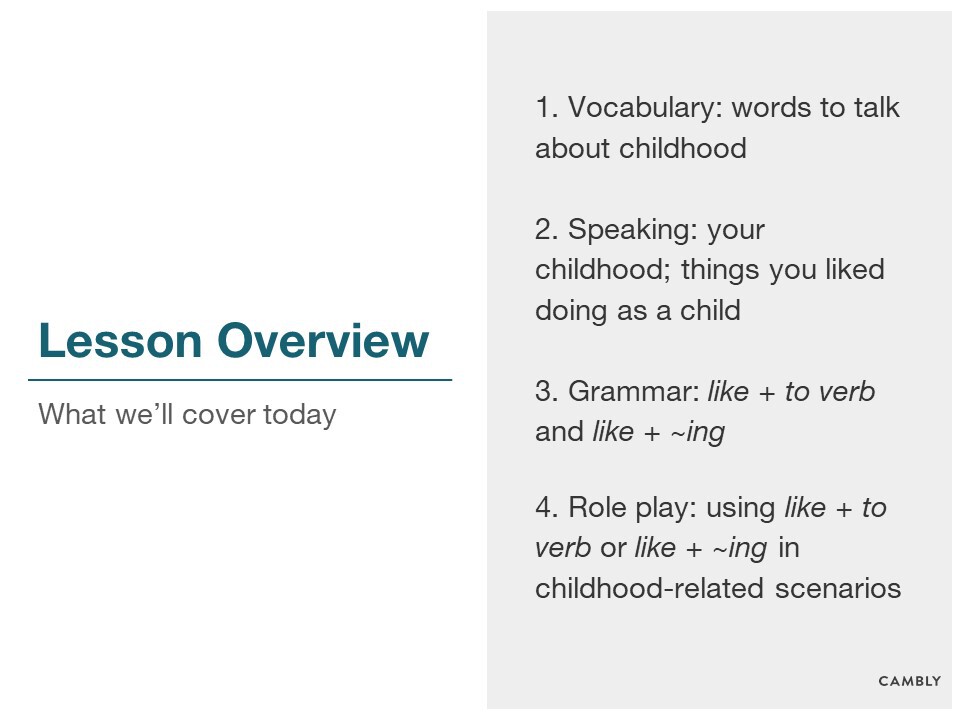 Lesson Overview
What we'll cover today
1. Vocabulary: words to talk
about childhood
2. Speaking: your
childhood; things you liked
doing as a child
3. Grammar: like + to verb
and like + ~ing
4. Role play: using like + to
verb or like + ~ing in
childhood-related scenarios
CAMBLY